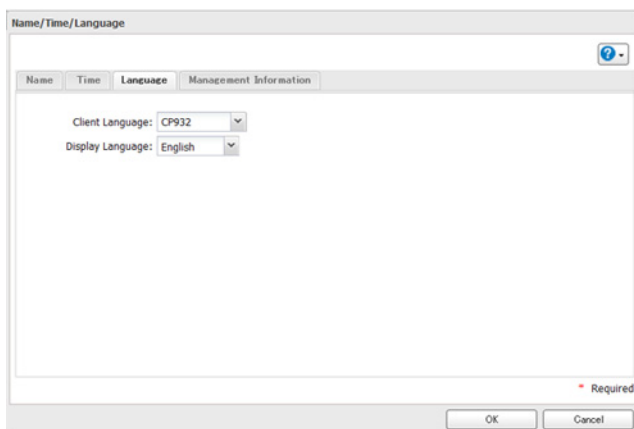 Name/Time/Language
Name Time Language Management Information
Client Language: CP932
Display Language: English
* Required
OK Cancel